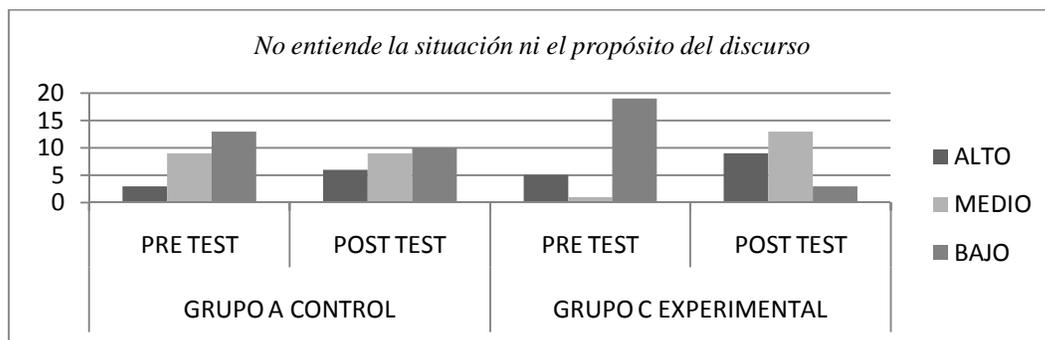 No entiende la situación ni el propósito del discurso
20
15
10
5
0
ALTO
MEDIO
BAJO
PRE TEST
POST TEST
PRE TEST
POST TEST
GRUPO A CONTROL
GRUPO C EXPERIMENTAL